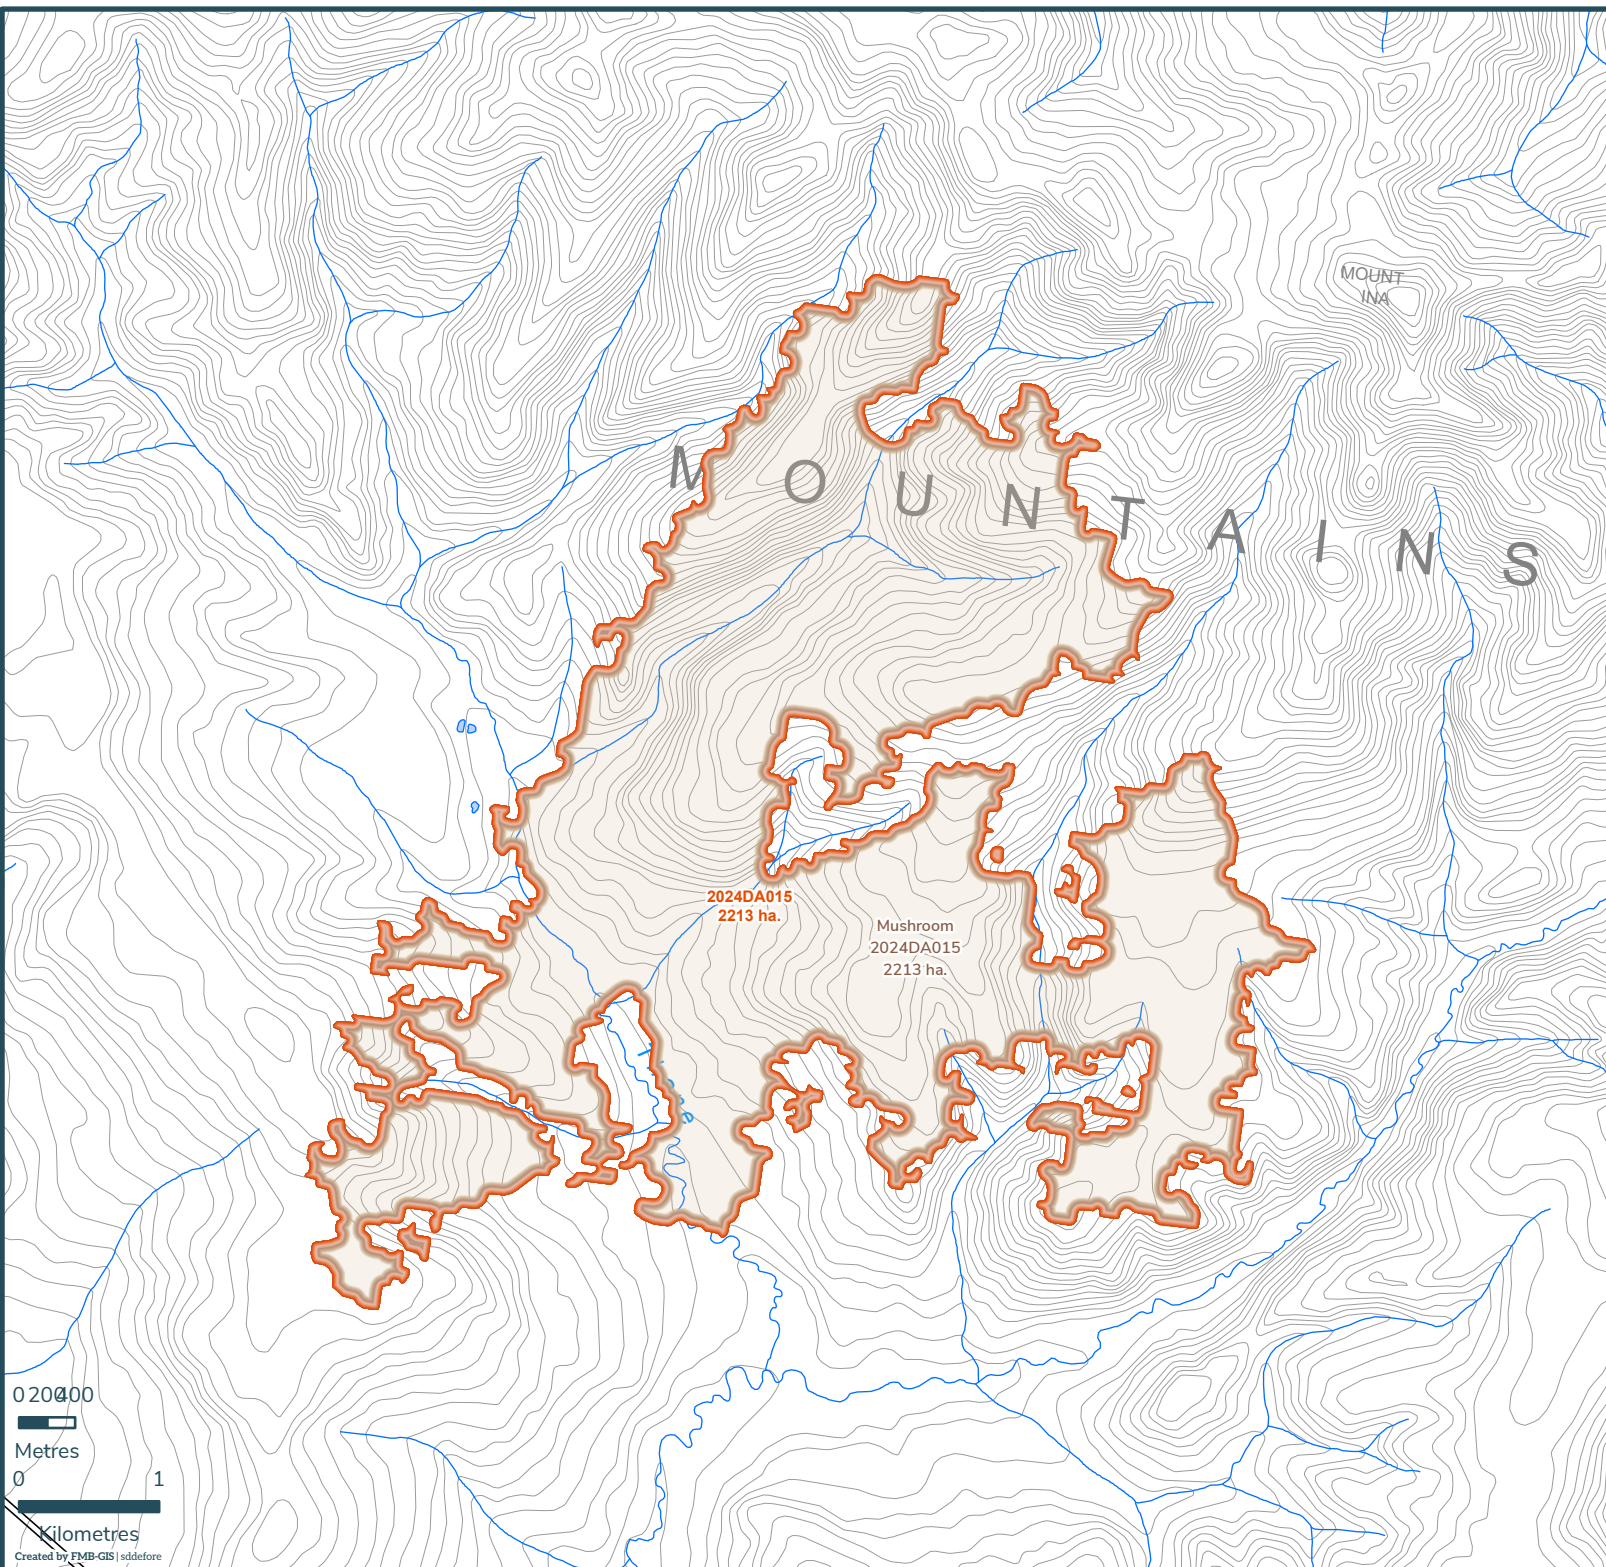 MOUNT
INA
MOUNTAINS
2024DA015
2213 ha.
Mushroom
2024DA015
2213 ha.
0 200 400
Metres
0 1
Kilometres
Created by FMB-GIS | sddefore